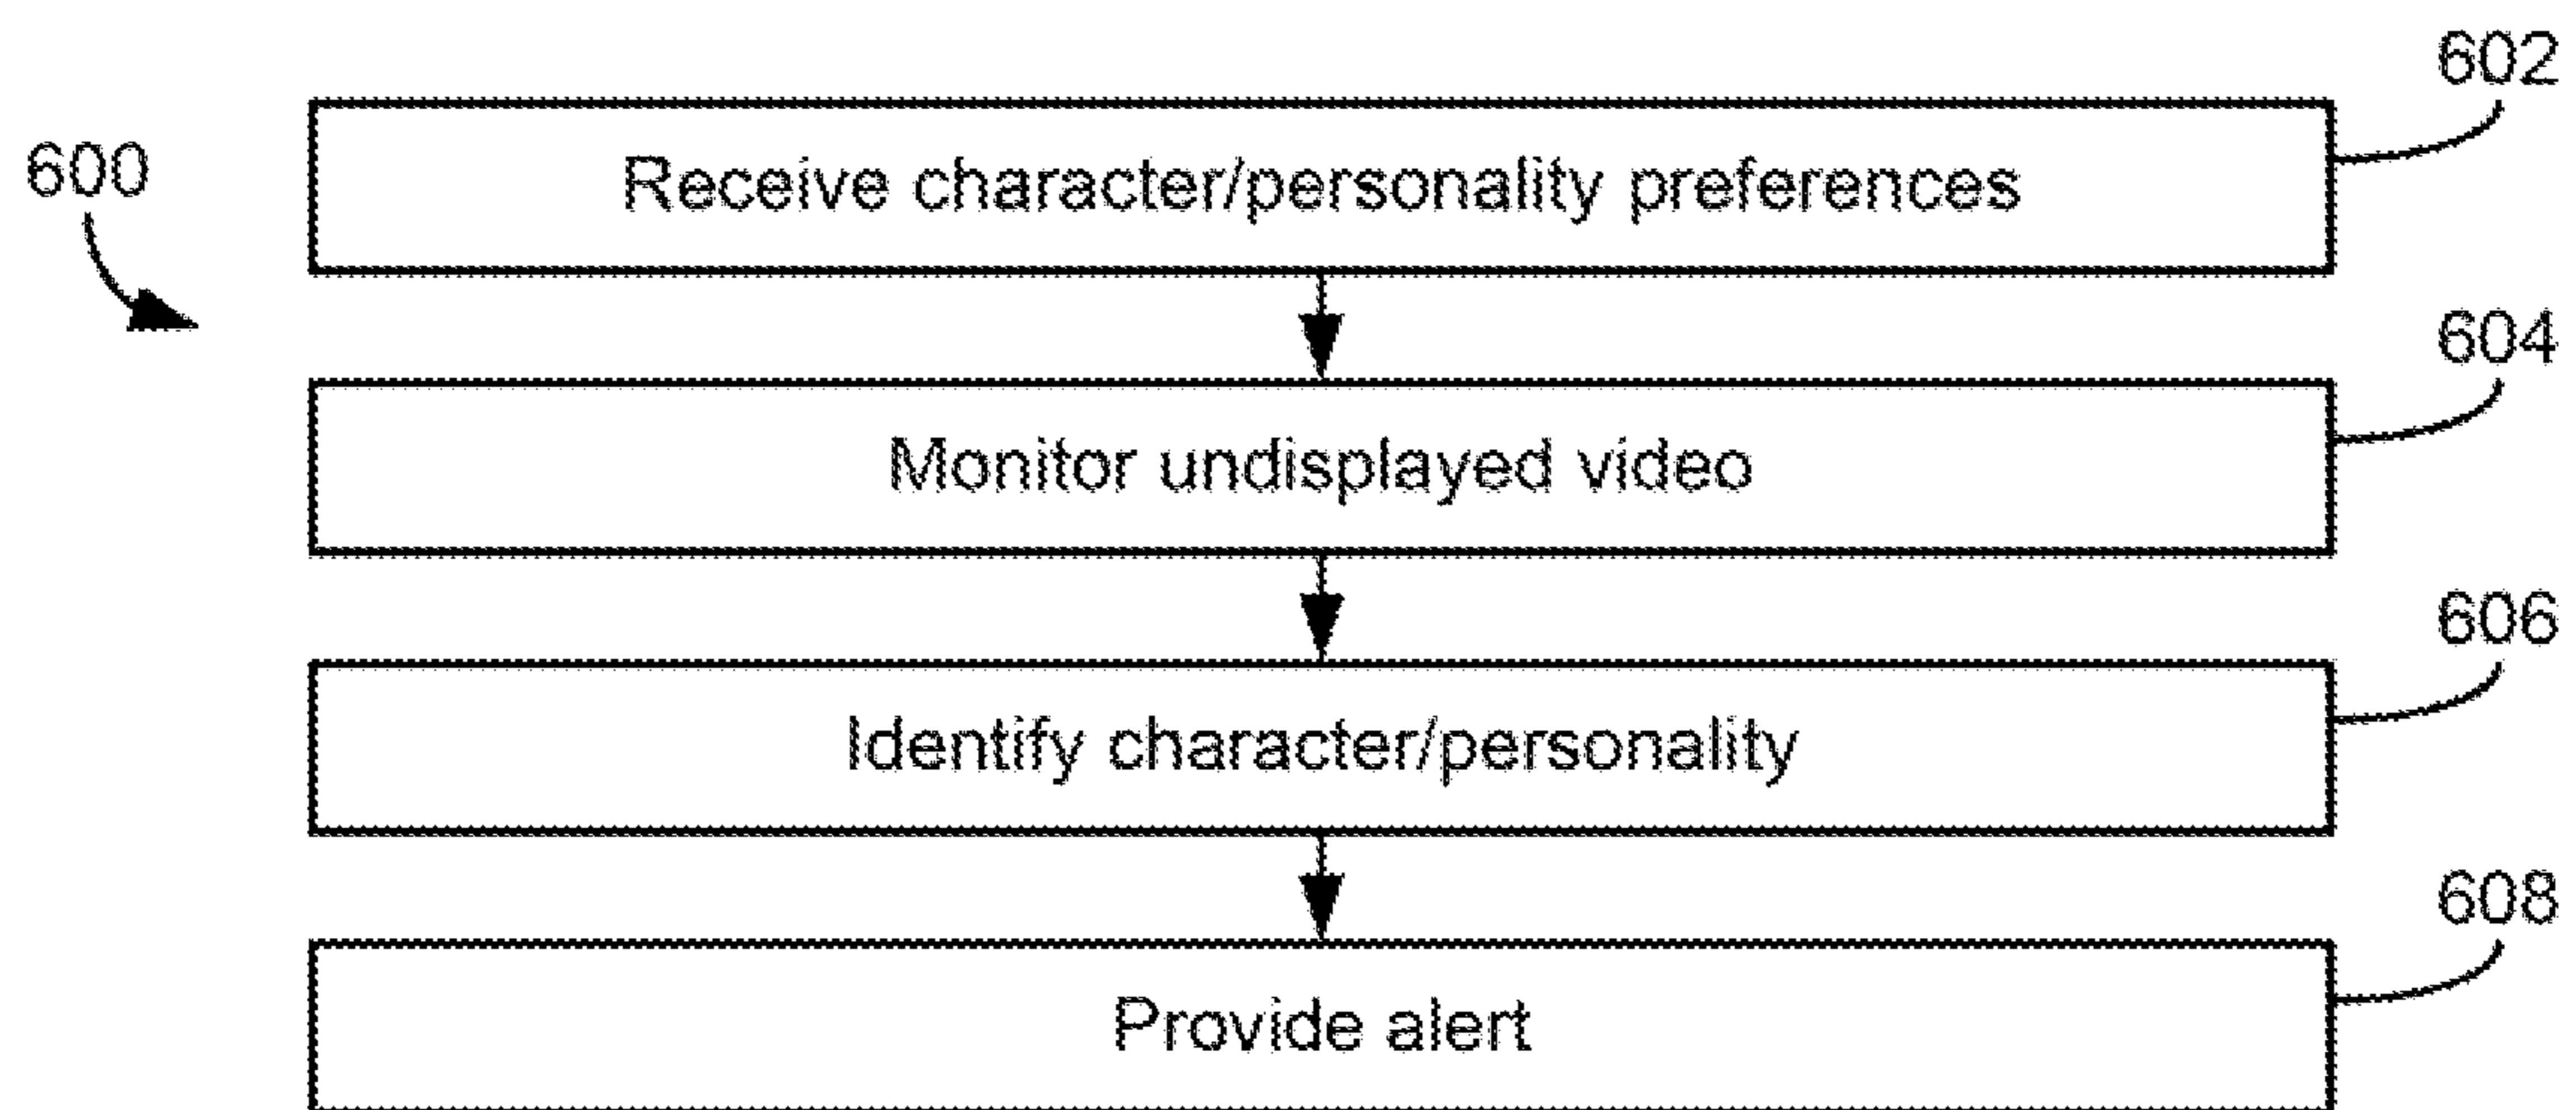 602
600
Receive character/personality preferences
604
Monitor undisplayed video
606
Identify character/personality
608
Provide alert